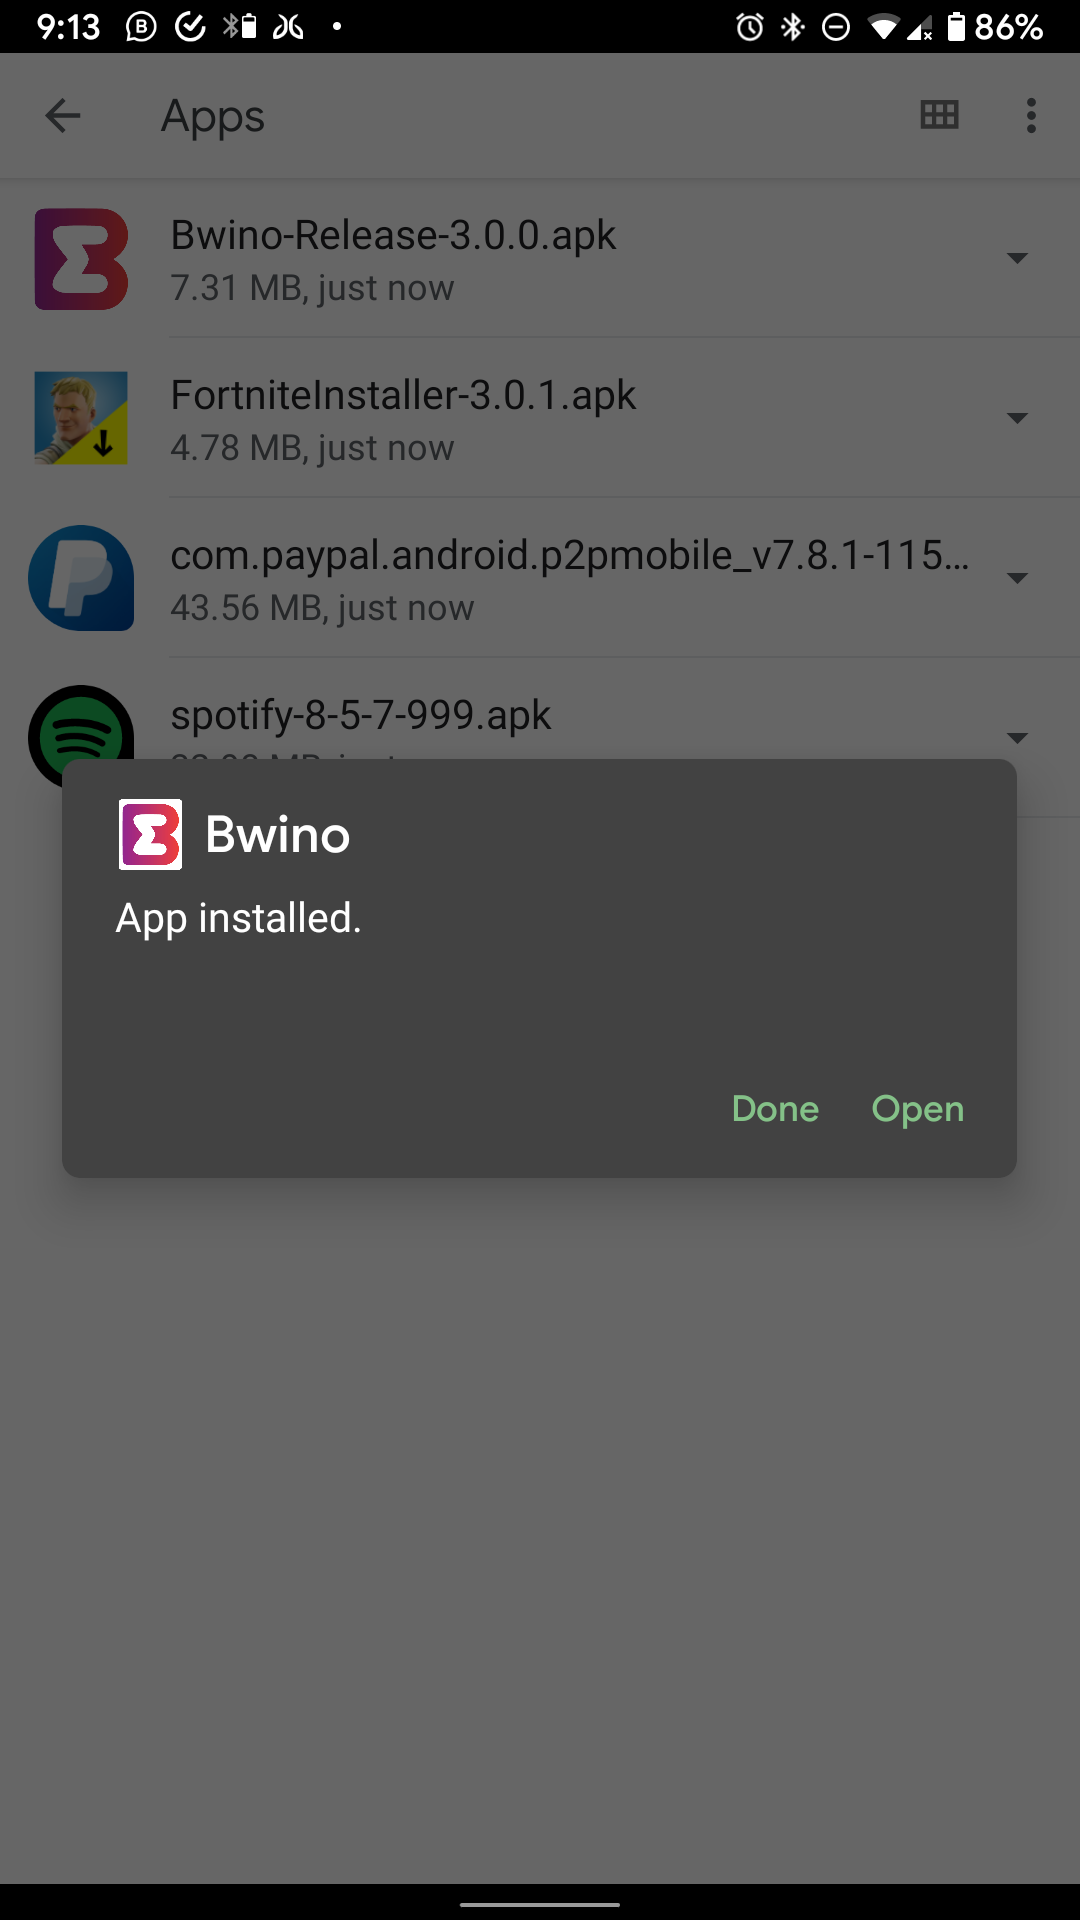 9:13
86%
Apps
Bwino-Release-3.0.0.apk
7.31 MB, just now
FortniteInstaller-3.0.1.apk
4.78 MB, just now
com.paypal.android.p2pmobile_v7.8.1-115...
43.56 MB, just now
spotify-8-5-7-999.apk
Bwino
App installed.
Done Open